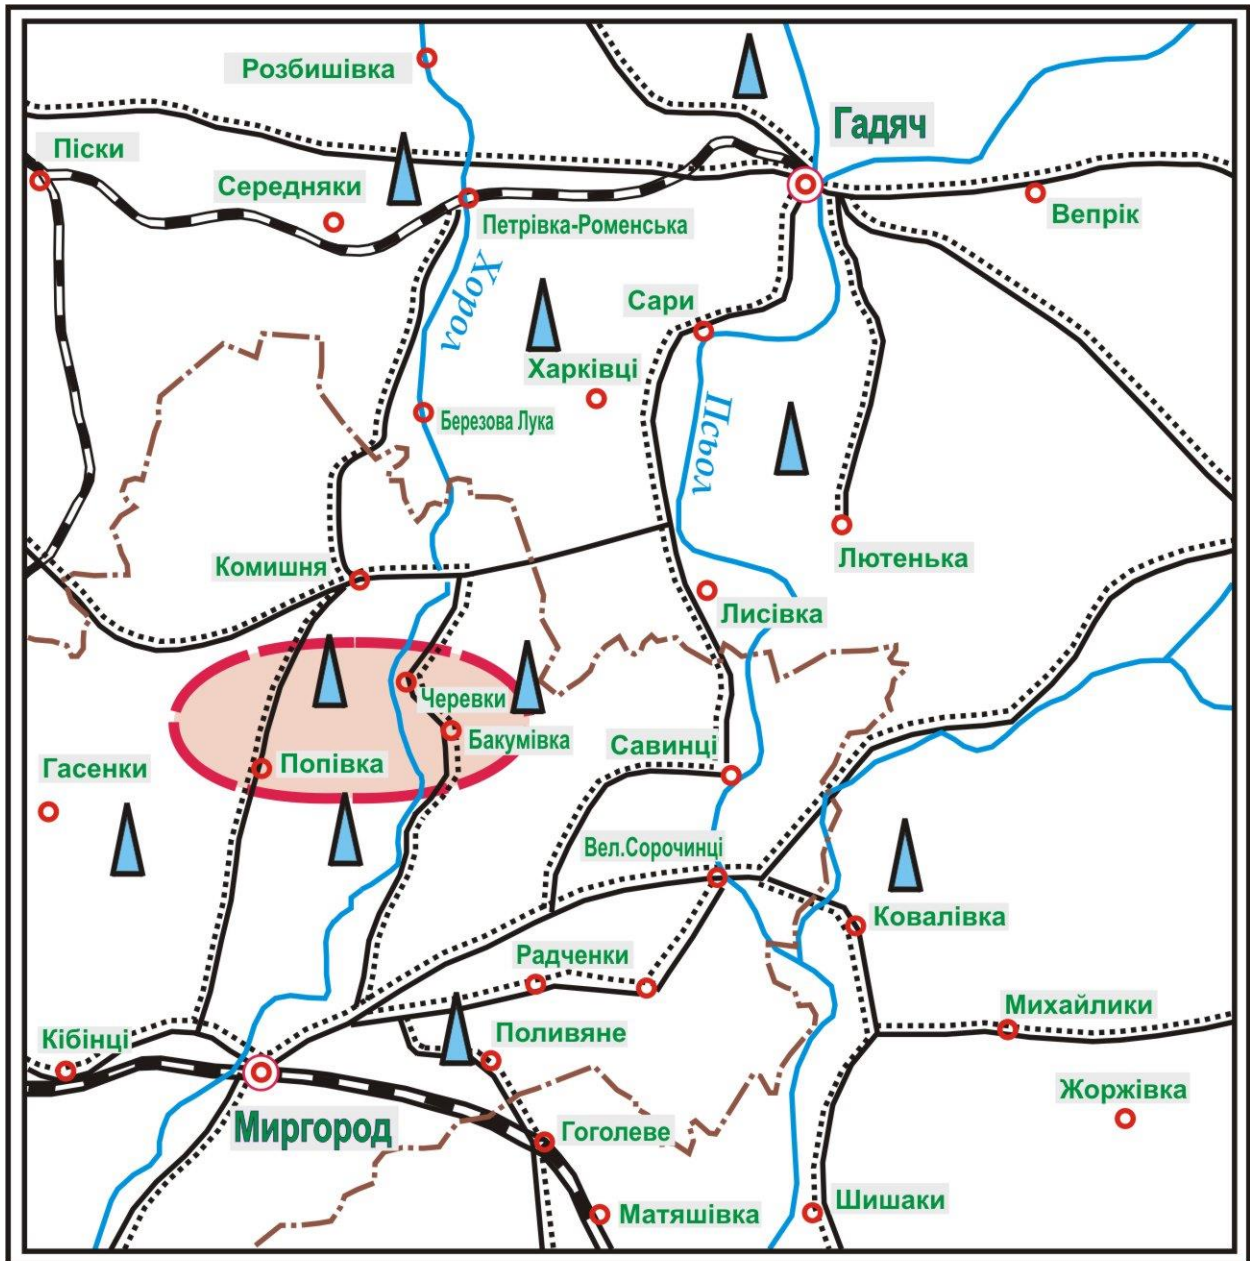 Розбишівка
Гадяч
Піски
Середняки
Вепрік
Петрівка-Роменська
Хорол
Сари
Харківці
Псьол
Березова Лука
Лютенька
Комишня
Лисівка
Черевки
Бакумівка
Савинці
Попівка
Гасенки
Вел.Сорочинці
Ковалівка
Радченки
Михайлики
Поливяне
Кібінці
Жоржівка
Миргород
Гоголеве
Шишаки
Матяшівка